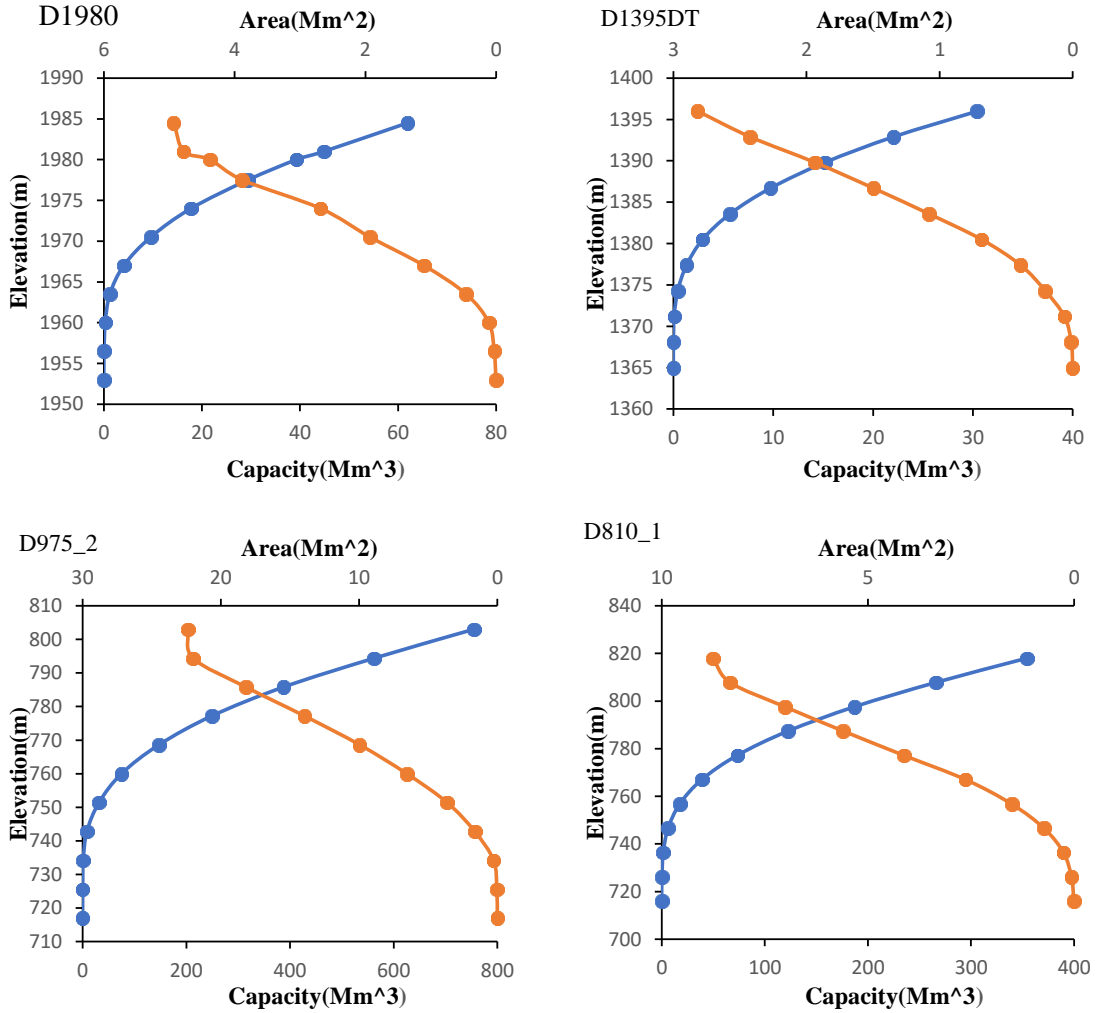 D1980
Area(Mm^2)
6 4 2 0
1990
1985
1980
1975
1970
1965
1960
1955
1950
Elevation(m)
0 20 40 60 80
Capacity(Mm^3)
D1395DT
Area(Mm^2)
3 2 1 0
1400
1395
1390
1385
1380
1375
1370
1365
1360
Elevation(m)
0 10 20 30 40
Capacity(Mm^3)
D975_2
Area(Mm^2)
30 20 10 0
810
800
790
780
770
760
750
740
730
720
710
Elevation(m)
0 200 400 600 800
Capacity(Mm^3)
D810_1
Area(Mm^2)
10 5 0
840
820
800
780
760
740
720
700
Elevation(m)
0 100 200 300 400
Capacity(Mm^3)